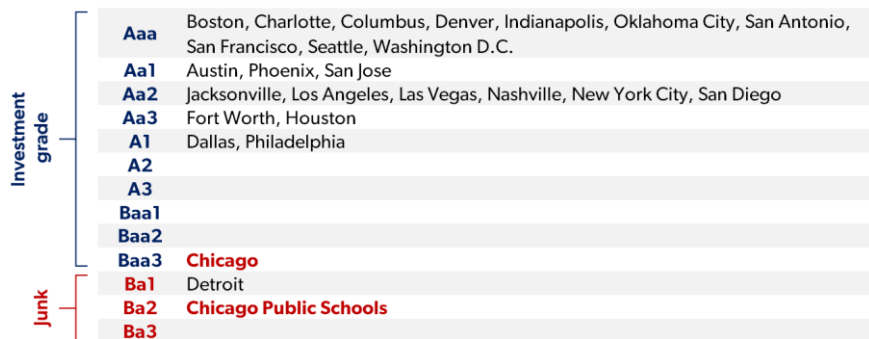 Investment
grade
Aaa Boston, Charlotte, Columbus, Denver, Indianapolis, Oklahoma City, San Antonio,
San Francisco, Seattle, Washington D.C.
Aa1 Austin, Phoenix, San Jose
Aa2 Jacksonville, Los Angeles, Las Vegas, Nashville, New York City, San Diego
Aa3 Fort Worth, Houston
A1 Dallas, Philadelphia
A2
A3
Baa1
Baa2
Baa3 Chicago
Junk
Ba1 Detroit
Ba2 Chicago Public Schools
Ba3